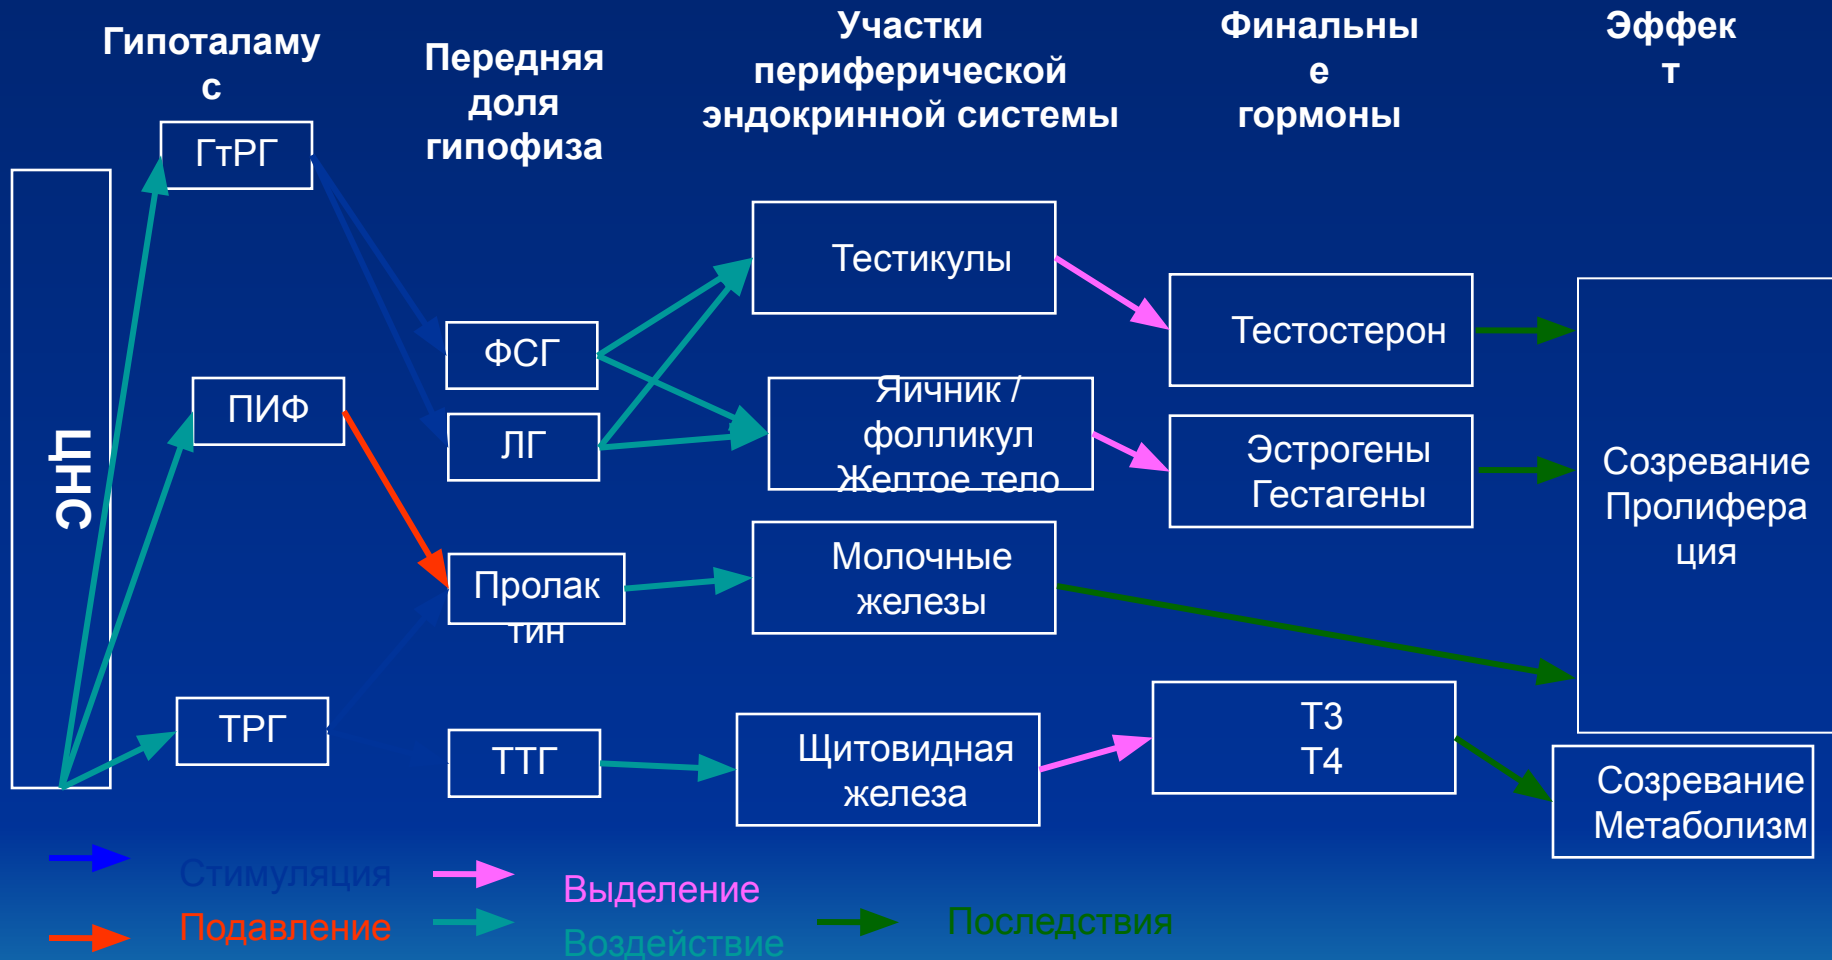 Гипоталаму
с
Передняя
доля
гипофиза
Участки
периферической
эндокринной системы
Финальны
е
гормоны
Эффек
т
ЦНС
ГтРГ
ПИФ
ТРГ
ФСГ
ЛГ
Пролак
тин
ТТГ
Тестикулы
Яичник /
фолликул
Желтое тело
Молочные
железы
Щитовидная
железа
Тестостерон
Эстрогены
Гестагены
Т3
Т4
Созревание
Пролифера
ция
Созревание
Метаболизм
Стимуляция
Подавление
Выделение
Воздействие
Последствия